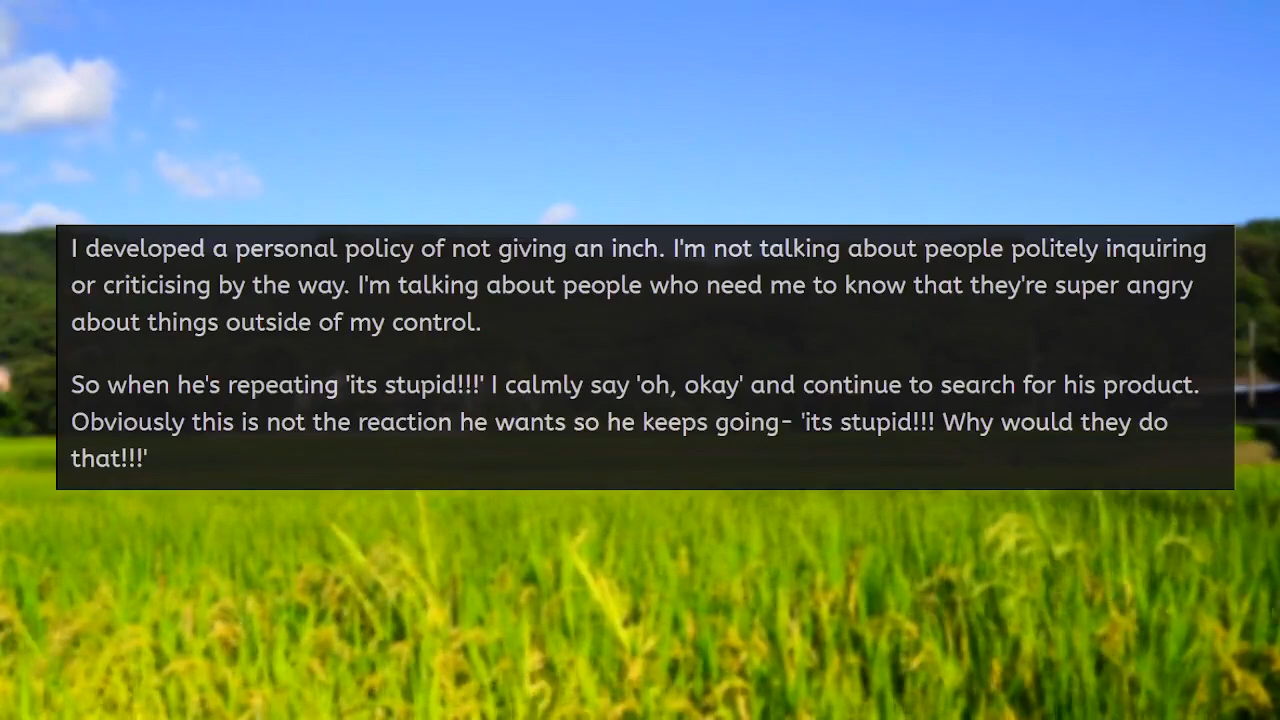 I developed a personal policy of not giving an inch. I'm not talking about people politely inquiring
or criticising by the way. I'm talking about people who need me to know that they're super angry
about things outside of my control.
So when he's repeating 'its stupid!!!' I calmly say 'oh, okay' and continue to search for his product.
Obviously this is not the reaction he wants so he keeps going- 'its stupid!!! Why would they do
that!!!'